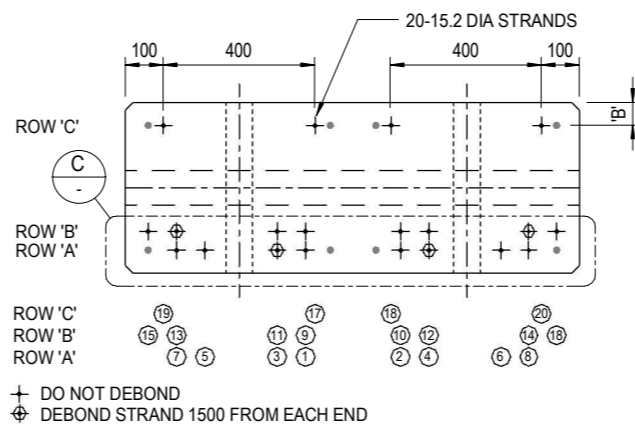 20-15.2 DIA STRANDS
100 400 400 100
'B'
ROW 'C'
C
-
ROW 'B'
ROW 'A'
ROW 'C' 19 17 18 20
ROW 'B' 15 13 11 9 10 12 14 18
ROW 'A' 7 5 3 1 2 4 6 8
DO NOT DEBOND
DEBOND STRAND 1500 FROM EACH END